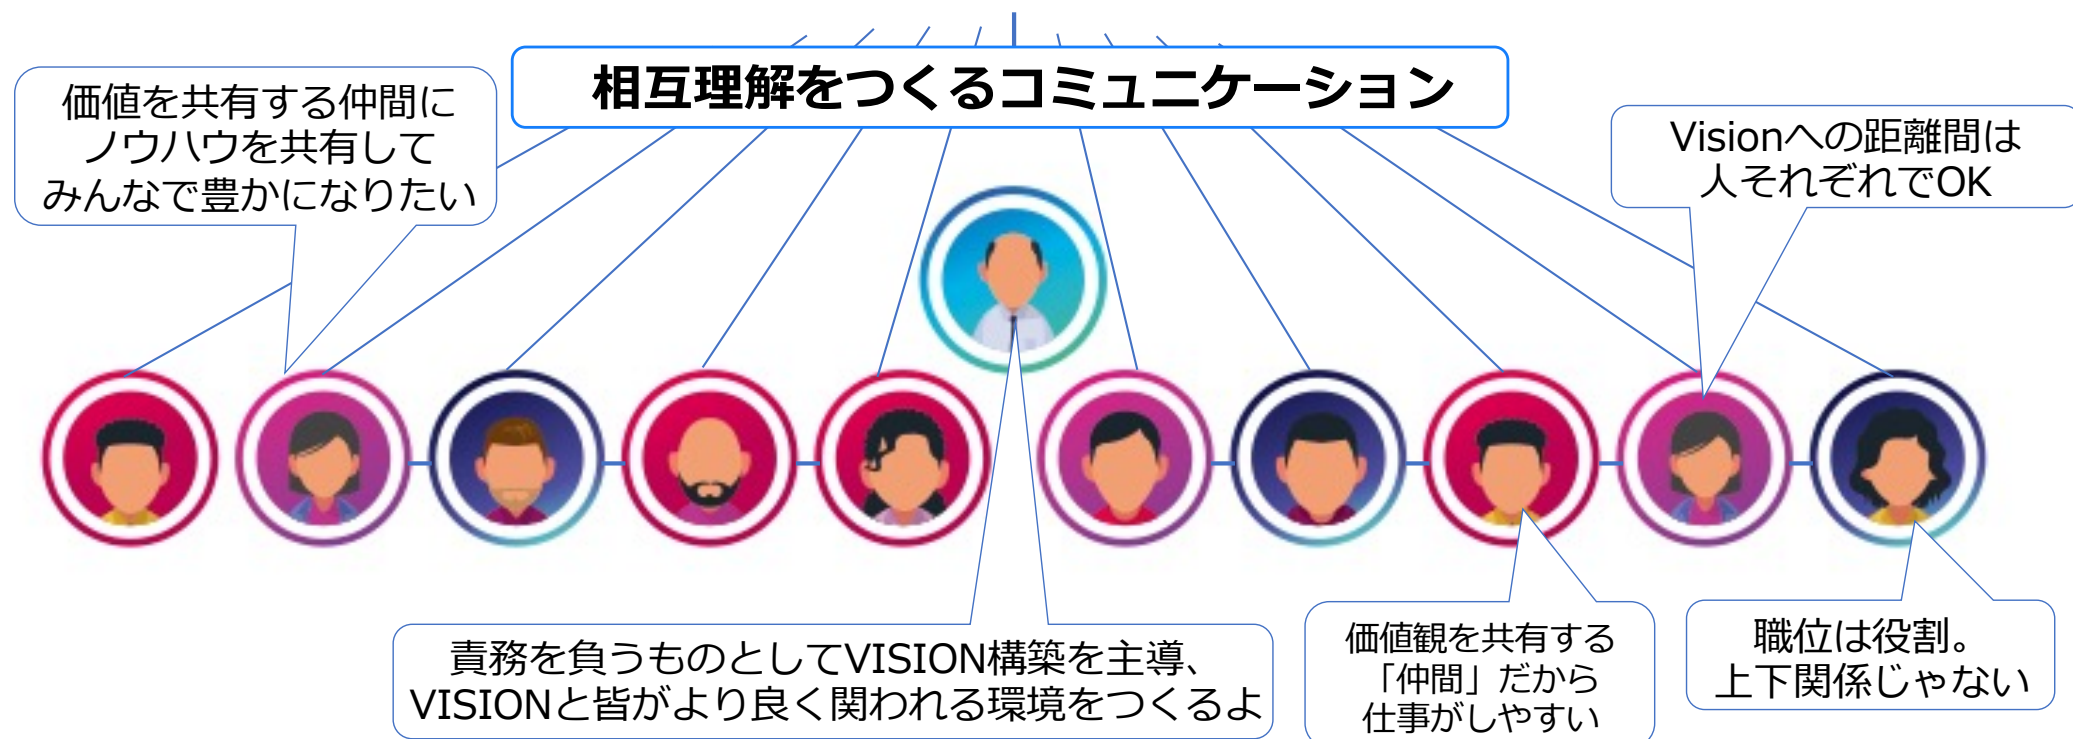 相互理解をつくるコミュニケーション
価値を共有する仲間に
ノウハウを共有して
みんなで豊かになりたい
Visionへの距離間は
人それぞれでOK
責務を負うものとしてVISION構築を主導、
VISIONと皆がより良く関われる環境をつくるよ
価値観を共有する
「仲間」だから
仕事がしやすい
職位は役割。
上下関係じゃない